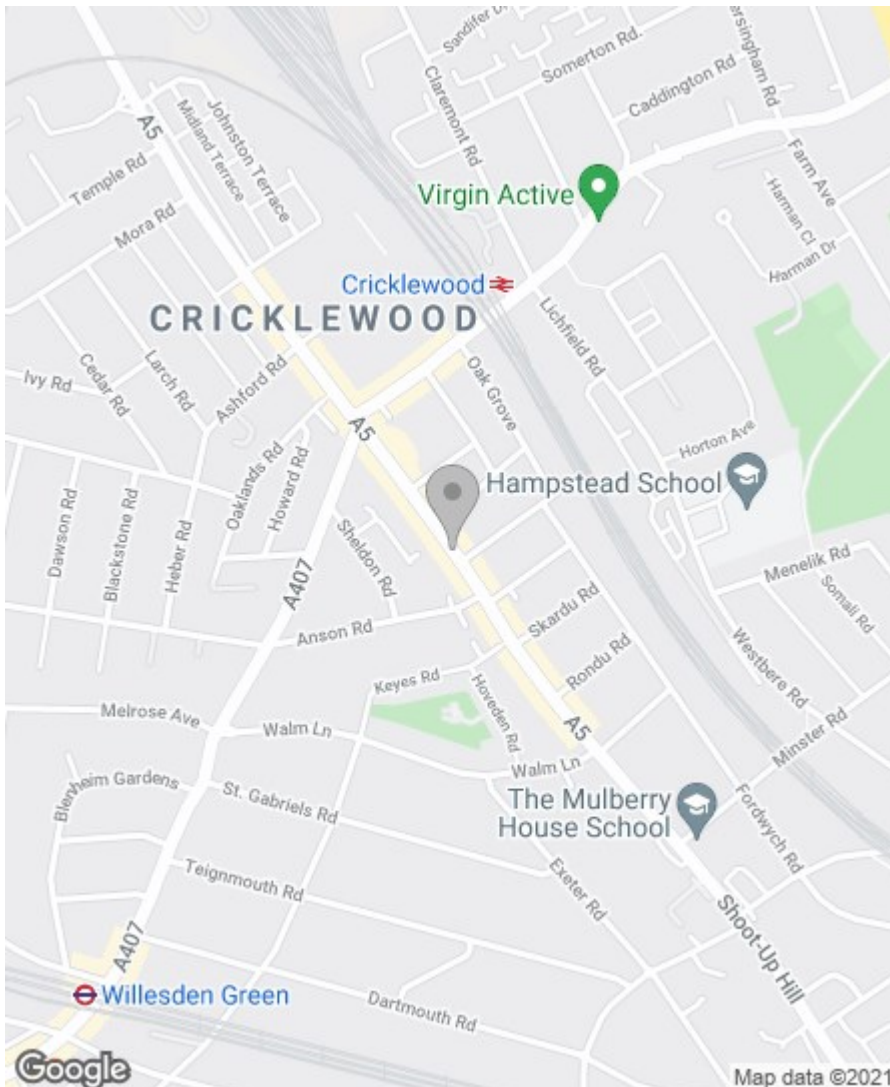 Sandifer Dr
Somerton Rd.
ersingham Rd
Claremont Rd
Caddington Rd
A5
Johnston Terrace
Midland Terrace
Temple Rd
Virgin Active
Farm Ave
Harman Cl
Mora Rd
Harman Dr
Cricklewood
CRICKLEWOOD
Lichfield Rd
Ivy Rd
Cedar Rd
Larch Rd
Ashford Rd
Oak Grove
A5
Horton Ave
Oaklands Rd
Howard Rd
Hampstead School
Dawson Rd
Blackstone Rd
Heber Rd
Sheldon Rd
A407
Menelik Rd
Somali Rd
Anson Rd
Skardu Rd
Westbere Rd
Keyes Rd
Rondu Rd
Hoveden Rd
Melrose Ave
Walm Ln
A5
Minster Rd
Walm Ln
Blenheim Gardens
St. Gabriels Rd
The Mulberry
House School
Fordwych Rd
Teignmouth Rd
Exeter Rd
Shoot-Up Hill
A407
Willesden Green
Dartmouth Rd
Google
Map data ©2021